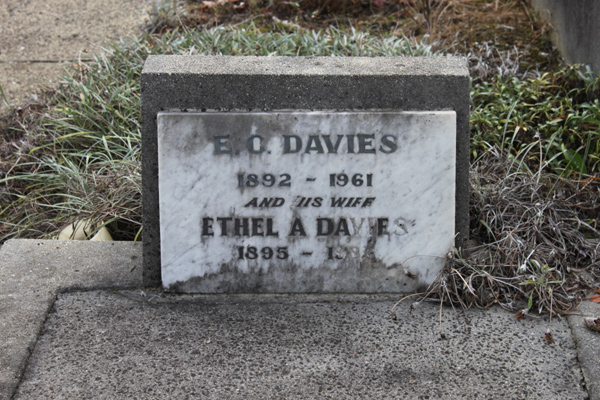 E. C. DAVIES
1892 - 1961
AND HIS WIFE
ETHEL A DAVIES
1895 -